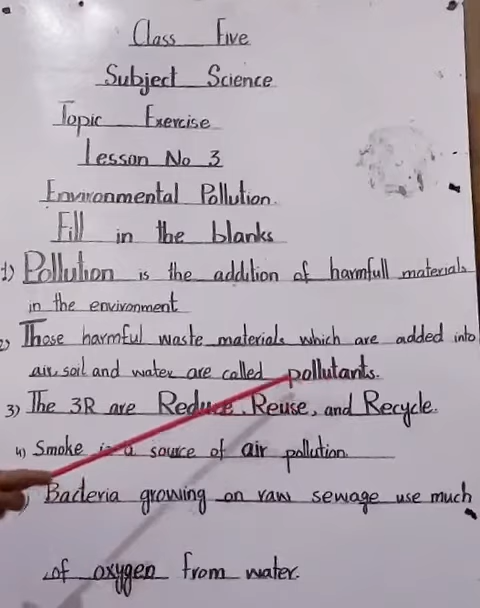 Class Five
Subject Science
Topic Exercise
Lesson No 3
Environmental Pollution.
Fill in the blanks
1) Pollution is the addition of harmfull materials
in the environment
2) Those harmful waste materials which are added into
air, soil and water are called pollutants.
3) The 3R are Reduce, Reuse, and Recycle.
4) Smoke is a source of air pollution.
) Bacteria growing on raw sewage use much
of oxygen from water.